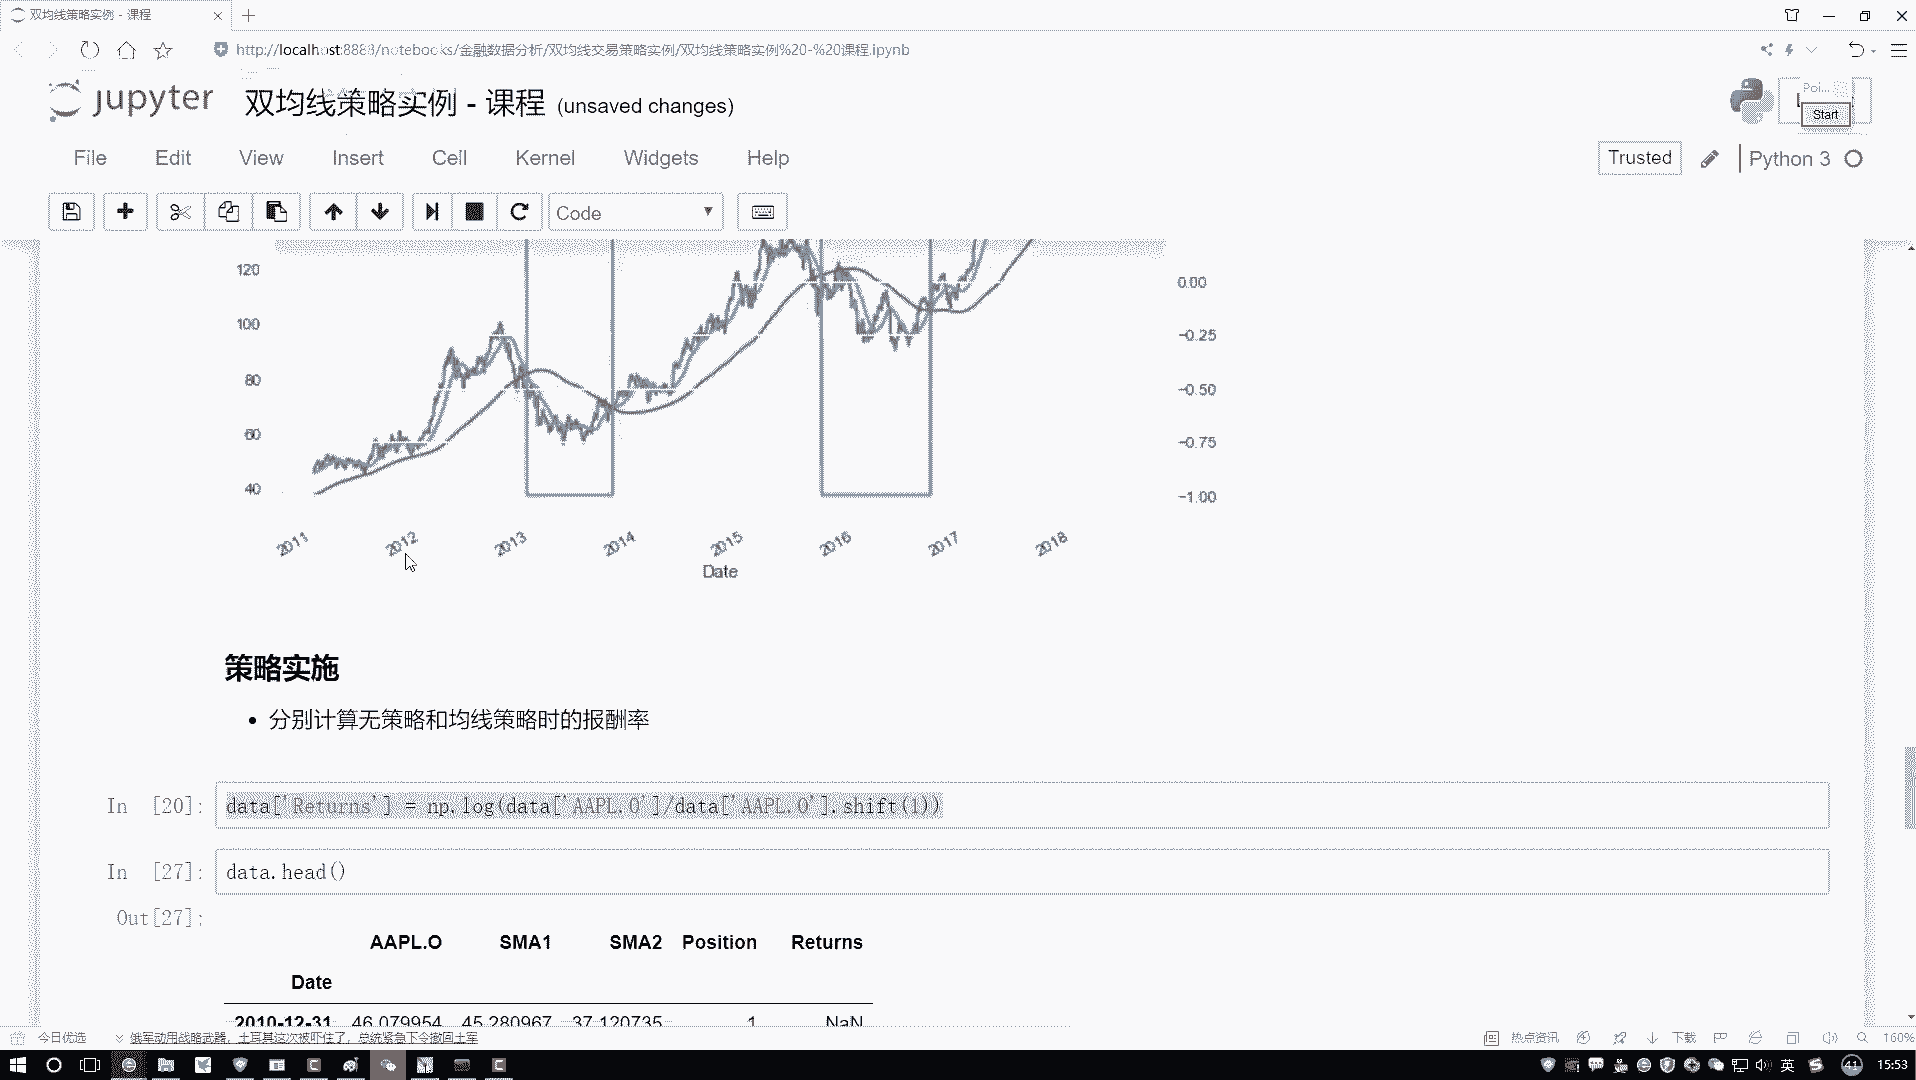 双均线策略实例 - 课程
http://localhost:8888/notebooks/金融数据分析/双均线交易策略实例/双均线策略实例%20-%20课程.ipynb
jupyter 双均线策略实例 - 课程 (unsaved changes)
Poi...
Start
File Edit View Insert Cell Kernel Widgets Help
Trusted Python 3
Code
120
100
80
60
40
0.00
−0.25
−0.50
−0.75
−1.00
2011 2012 2013 2014 2015 2016 2017 2018
Date
策略实施
• 分别计算无策略和均线策略时的报酬率
In [20]: data['Returns'] = np.log(data['AAPL.O']/data['AAPL.O'].shift(1))
In [27]: data.head()
Out[27]:
AAPL.O SMA1 SMA2 Position Returns
Date
2010-12-31 46.079954 45.280967 37.120735 1 NaN
今日优选 俄军动用战略武器，土耳其这次被吓住了，总统紧急下令撤回土军
热点资讯 下载 160%
英 41 15:53